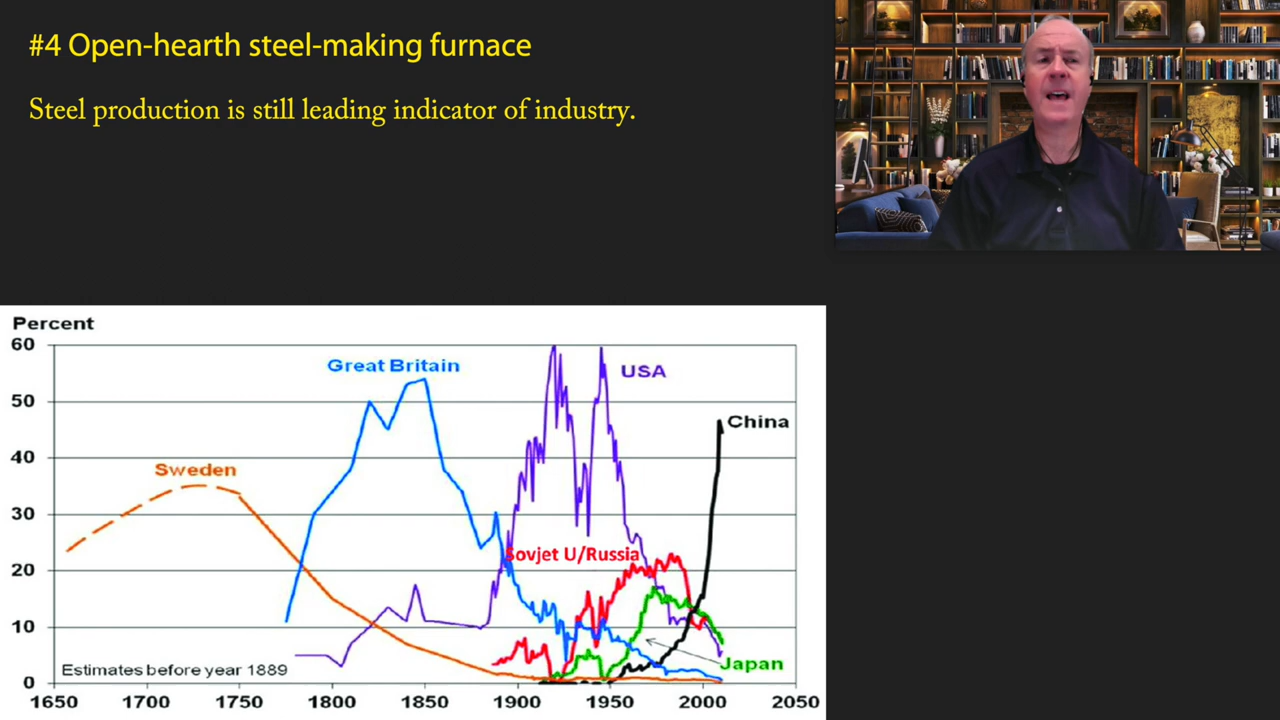 #4 Open-hearth steel-making furnace
Steel production is still leading indicator of industry.
Percent
60
50
40
30
20
10
0
Great Britain
USA
China
Sweden
Sovjet U/Russia
Japan
Estimates before year 1889
1650 1700 1750 1800 1850 1900 1950 2000 2050